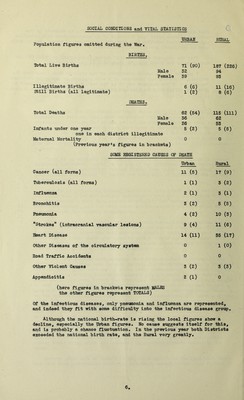 SOCIAL CONDITIONS and VITAL STATISTICS
URBAN RURAL
Population figures omitted during the War.
BIRTHS.
Total Live Births 71 (90) 187 (226)
Male 32 94
Female 39 93
Illegitimate Births 6 (6) 11 (16)
Still Births (all legitimate) 1 (2) 8 (6)
DEATHS.
Total Deaths 62 (54) 115 (111)
Male 36 62
Female 26 53
Infants under one year 2 (2) 5 (5)
one in each district illegitimate
Maternal Mortality 0 0
(Previous year's figures in brackets)
SOME REGISTERED CAUSES OF DEATH
Urban Rural
Cancer (all forms) 11 (5) 17 (9)
Tuberculosis (all forms) 1 (1) 3 (2)
Influenza 2 (1) 3 (1)
Bronchitis 2 (2) 5 (3)
Pneumonia 4 (2) 10 (5)
"Strokes" (intracranial vascular lesions) 9 (4) 11 (6)
Heart Disease 14 (11) 32 (17)
Other Diseases of the circulatory system 0 1 (0)
Road Traffic Accidents 0 0
Other Violent Causes 3 (2) 5 (3)
Appendicitis 2 (1) 0
(here figures in brackets represent MALES
the other figures represent TOTALS)
Of the infectious diseases, only pneumonia and influenza are represented,
and indeed they fit with some difficulty into the infectious disease group.
Although the national birth-rate is rising the local figures show a
decline, especially the Urban figures. No cause suggests itself for this,
and is probably a chance fluctuation. In the previous year both Districts
exceeded the national birth rate, and the Rural very greatly.
6.